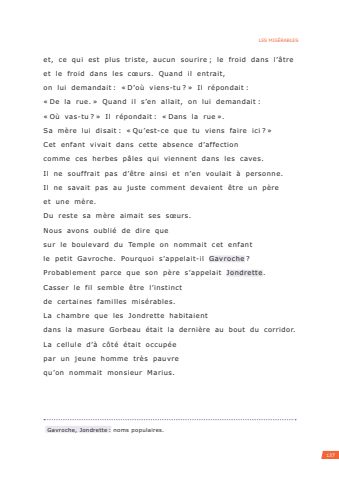 LES MISÉRABLES
et, ce qui est plus triste, aucun sourire ; le froid dans l’âtre
et le froid dans les cœurs. Quand il entrait,
on lui demandait : « D’où viens-tu ? » Il répondait :
« De la rue. » Quand il s’en allait, on lui demandait :
« Où vas-tu ? » Il répondait : « Dans la rue ».
Sa mère lui disait : « Qu’est-ce que tu viens faire ici ? »
Cet enfant vivait dans cette absence d’affection
comme ces herbes pâles qui viennent dans les caves.
Il ne souffrait pas d’être ainsi et n’en voulait à personne.
Il ne savait pas au juste comment devaient être un père
et une mère.
Du reste sa mère aimait ses sœurs.
Nous avons oublié de dire que
sur le boulevard du Temple on nommait cet enfant
le petit Gavroche. Pourquoi s’appelait-il Gavroche ?
Probablement parce que son père s’appelait Jondrette.
Casser le fil semble être l’instinct
de certaines familles misérables.
La chambre que les Jondrette habitaient
dans la masure Gorbeau était la dernière au bout du corridor.
La cellule d’à côté était occupée
par un jeune homme très pauvre
qu’on nommait monsieur Marius.
Gavroche, Jondrette : noms populaires.
137